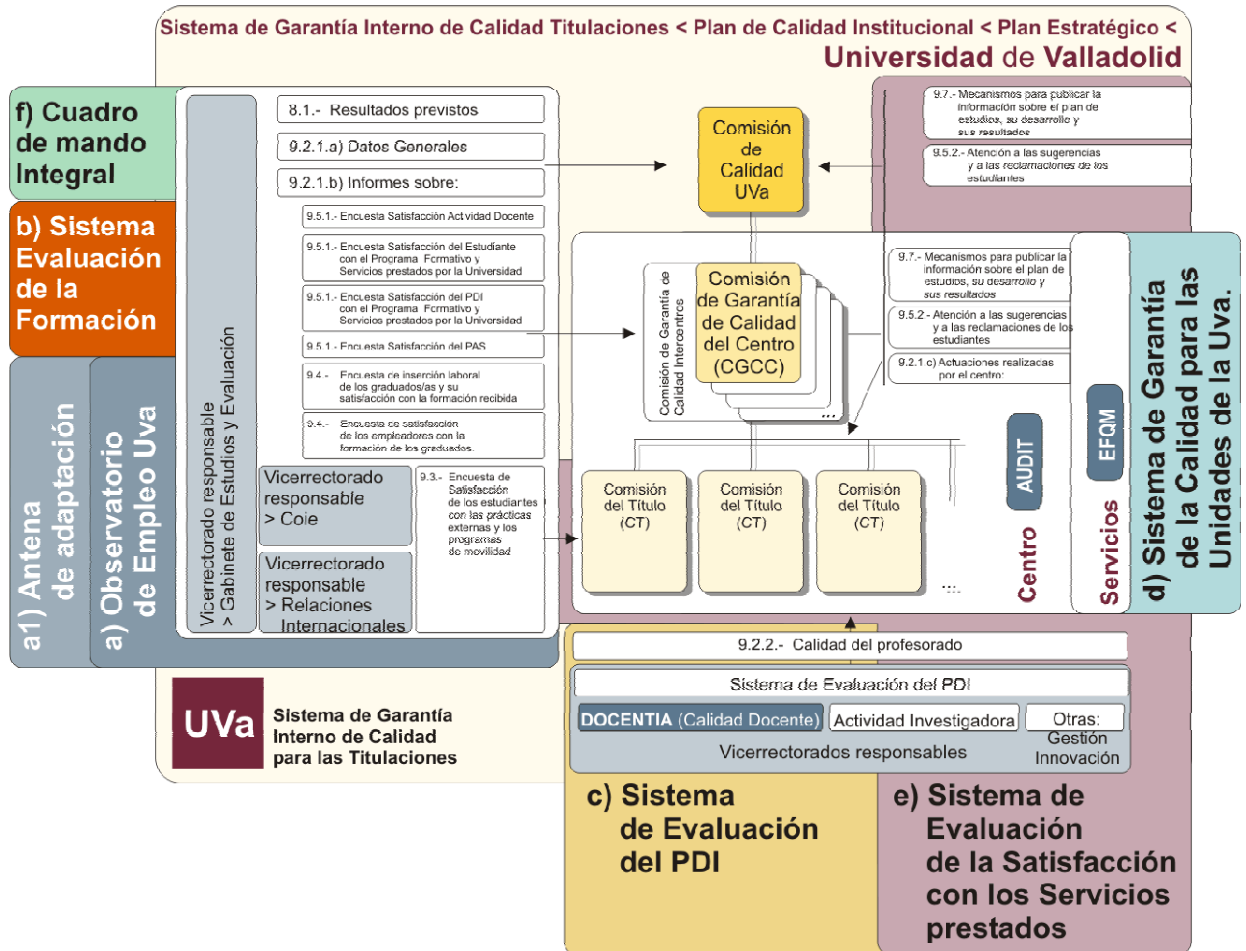 Sistema de Garantía Interno de Calidad Titulaciones < Plan de Calidad Institucional < Plan Estratégico <
Universidad de Valladolid
f) Cuadro
de mando
Integral
b) Sistema
Evaluación
de la
Formación
a1) Antena
de adaptación
a) Observatorio
de Empleo Uva
Vicerrectorado responsable
> Gabinete de Estudios y Evaluación
8.1.- Resultados previstos
9.2.1.a) Datos Generales
9.2.1.b) Informes sobre:
9.5.1.- Encuesta Satisfacción Actividad Docente
9.5.1.- Encuesta Satisfacción del Estudiante
con el Programa Formativo y
Servicios prestados por la Universidad
9.5.1.- Encuesta Satisfacción del PDI
con el Programa Formativo y
Servicios prestados por la Universidad
9.5.1.- Encuesta Satisfacción del PAS
9.4.- Encuesta de inserción laboral
de los graduados/as y su
satisfacción con la formación recibida
9.4.- Encuesta de satisfacción
de los empleadores con la
formación de los graduados.
Vicerrectorado
responsable
> Coie
Vicerrectorado
responsable
> Relaciones
Internacionales
9.3.- Encuesta de
Satisfacción
de los estudiantes
con las prácticas
externas y los
programas
de movilidad
Comisión
de
Calidad
UVa
9.7.- Mecanismos para publicar la
información sobre el plan de
estudios, su desarrollo y
sus resultados
9.5.2.- Atención a las sugerencias
y a las reclamaciones de los
estudiantes
Comisión de Garantía de
Calidad Intercentros
Comisión
de Garantía
de Calidad
del Centro
(CGCC)
...
9.7.- Mecanismos para publicar la
información sobre el plan de
estudios, su desarrollo y
sus resultados
9.5.2 - Atención a las sugerencias
y a las reclamaciones de los
estudiantes
9.2.1 c) Actuaciones realizadas
por el centro:
Comisión
del Título
(CT)
Comisión
del Título
(CT)
Comisión
del Título
(CT)
....
Centro
AUDIT
Servicios
EFQM
d) Sistema de Garantía
de la Calidad para las
Unidades de la Uva.
9.2.2.- Calidad del profesorado
Sistema de Evaluación del PDI
DOCENTIA (Calidad Docente)
Actividad Investigadora
Otras:
Gestión
Innovación
Vicerrectorados responsables
UVa
Sistema de Garantía
Interno de Calidad
para las Titulaciones
c) Sistema
de Evaluación
del PDI
e) Sistema de
Evaluación
de la Satisfacción
con los Servicios
prestados